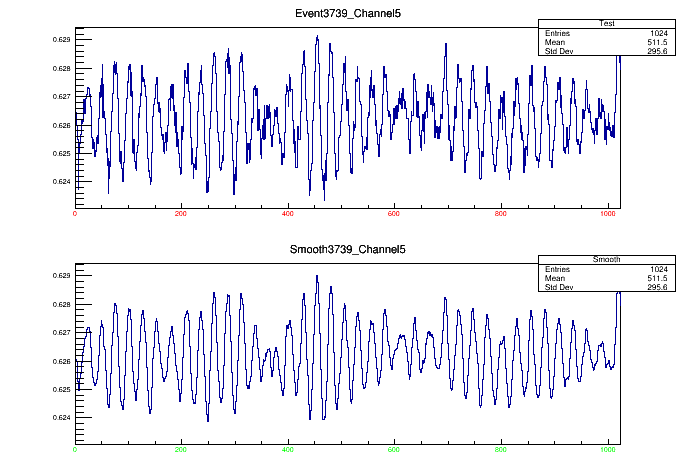 Event3739_Channel5
Test
Entries 1024
Mean 511.5
Std Dev 295.6
0.629
0.628
0.627
0.626
0.625
0.624
0 200 400 600 800 1000
Smooth3739_Channel5
Smooth
Entries 1024
Mean 511.5
Std Dev 295.6
0.629
0.628
0.627
0.626
0.625
0.624
0 200 400 600 800 1000